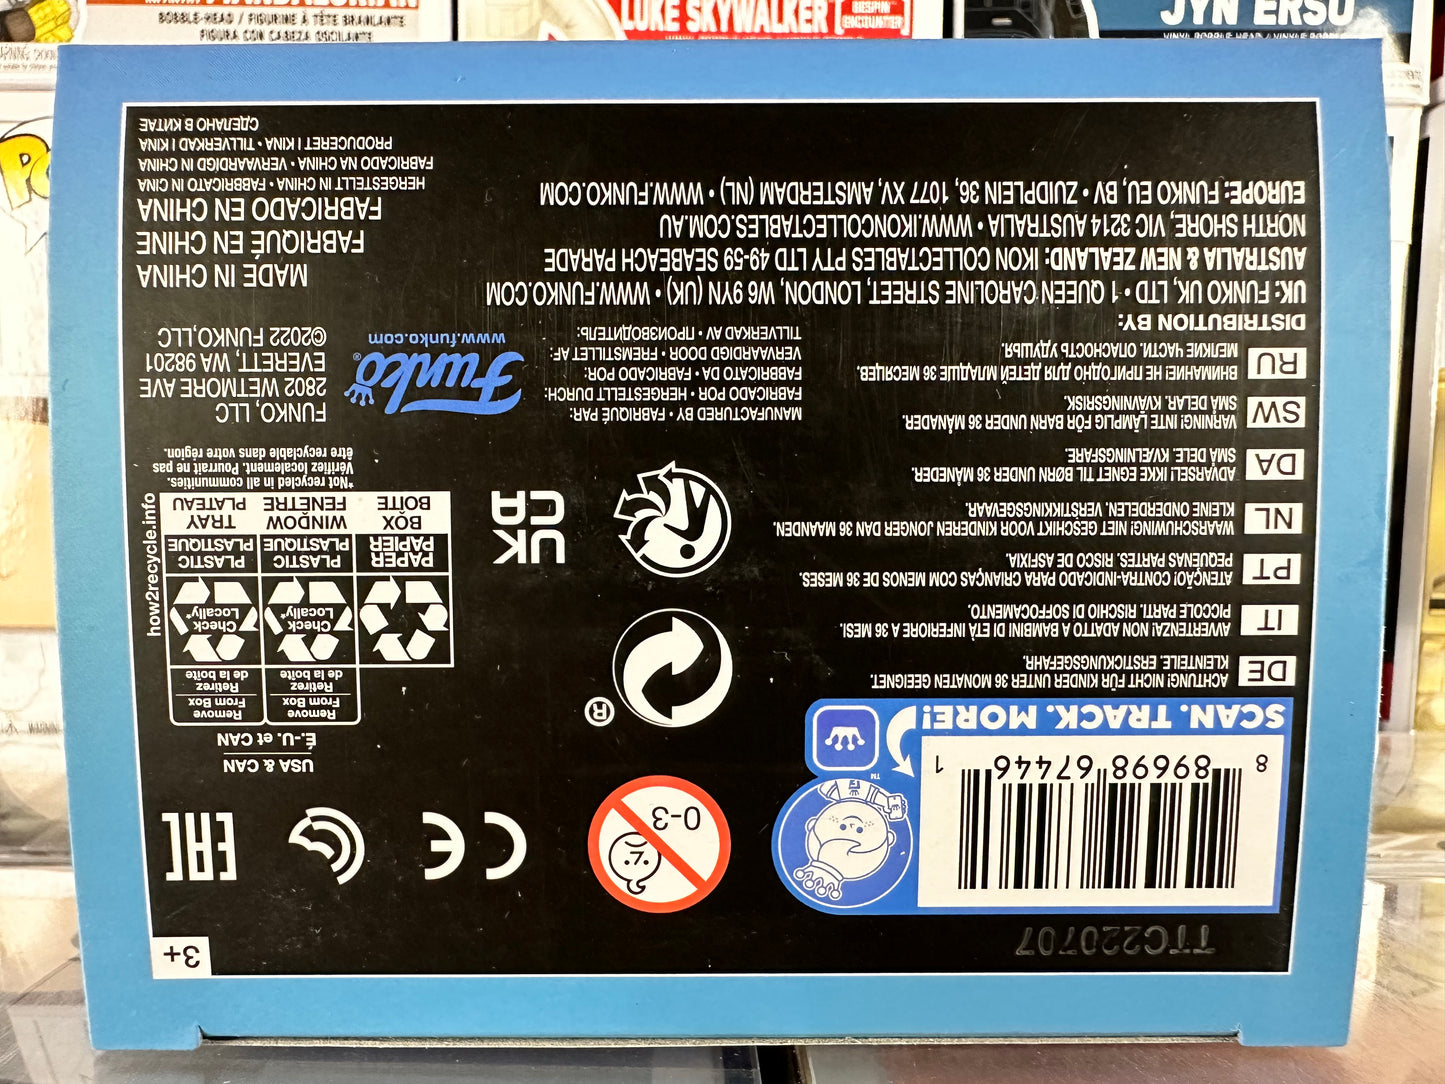 MANDALORIAN
BOBBLE-HEAD / FIGURINE À TÊTE BRANLANTE
FIGURA CON CABEZA OSCILANTE
LUKE SKYWALKER
BESPIN
ENCOUNTER
JYN ERSO
TTC220707
3+
8 89698 67446 1
SCAN. TRACK. MORE!
TM
0-3
CE
EAC
USA & CAN
É.-U. et CAN
Remove
From Box
Retirez
de la boîte
Remove
From Box
Retirez
de la boîte
Check
Locally*
Check
Locally*
PAPER
PAPIER
PLASTIC
PLASTIQUE
PLASTIC
PLASTIQUE
BOX
BOÎTE
WINDOW
FENÊTRE
TRAY
PLATEAU
how2recycle.info
*Not recycled in all communities.
Vérifiez localement. Pourrait ne pas
être recyclable dans votre région.
®
UK
CA
DE
ACHTUNG! NICHT FÜR KINDER UNTER 36 MONATEN GEEIGNET.
KLEINTEILE. ERSTICKUNGSGEFAHR.
IT
AVVERTENZA! NON ADATTO A BAMBINI DI ETÀ INFERIORE A 36 MESI.
PICCOLE PARTI. RISCHIO DI SOFFOCAMENTO.
PT
ATENÇÃO! CONTRA-INDICADO PARA CRIANÇAS COM MENOS DE 36 MESES.
PEQUENAS PARTES. RISCO DE ASFIXIA.
NL
WAARSCHUWING! NIET GESCHIKT VOOR KINDEREN JONGER DAN 36 MAANDEN.
KLEINE ONDERDELEN. VERSTIKKINGSGEVAAR.
DA
ADVARSEL! IKKE EGNET TIL BØRN UNDER 36 MÅNEDER.
SMÅ DELE. KVÆLNINGSFARE.
SW
VARNING! INTE LÄMPLIG FÖR BARN UNDER 36 MÅNADER.
SMÅ DELAR. KVÄVNINGSRISK.
RU
ВНИМАНИЕ! НЕ ПРИГОДНО ДЛЯ ДЕТЕЙ МЛАДШЕ 36 МЕСЯЦЕВ.
МЕЛКИЕ ЧАСТИ. ОПАСНОСТЬ УДУШЬЯ.
MANUFACTURED BY • FABRIQUÉ PAR:
FABRICADO POR • HERGESTELLT DURCH:
FABBRICATO DA • FABRICADO POR:
VERVAARDIGD DOOR • FREMSTILLET AF:
TILLVERKAD AV • ПРОИЗВОДИТЕЛЬ:
Funko®
www.funko.com
FUNKO, LLC
2802 WETMORE AVE
EVERETT, WA 98201
©2022 FUNKO,LLC
DISTRIBUTION BY:
UK: FUNKO UK, LTD • 1 QUEEN CAROLINE STREET, LONDON, W6 9YN (UK) • WWW.FUNKO.COM
AUSTRALIA & NEW ZEALAND: IKON COLLECTABLES PTY LTD 49-59 SEABEACH PARADE
NORTH SHORE, VIC 3214 AUSTRALIA • WWW.IKONCOLLECTABLES.COM.AU
EUROPE: FUNKO EU, BV • ZUIDPLEIN 36, 1077 XV, AMSTERDAM (NL) • WWW.FUNKO.COM
MADE IN CHINA
FABRIQUÉ EN CHINE
FABRICADO EN CHINA
HERGESTELLT IN CHINA • FABBRICATO IN CINA
FABRICADO NA CHINA • VERVAARDIGD IN CHINA
PRODUCERET I KINA • TILLVERKAD I KINA
СДЕЛАНО В КИТАЕ